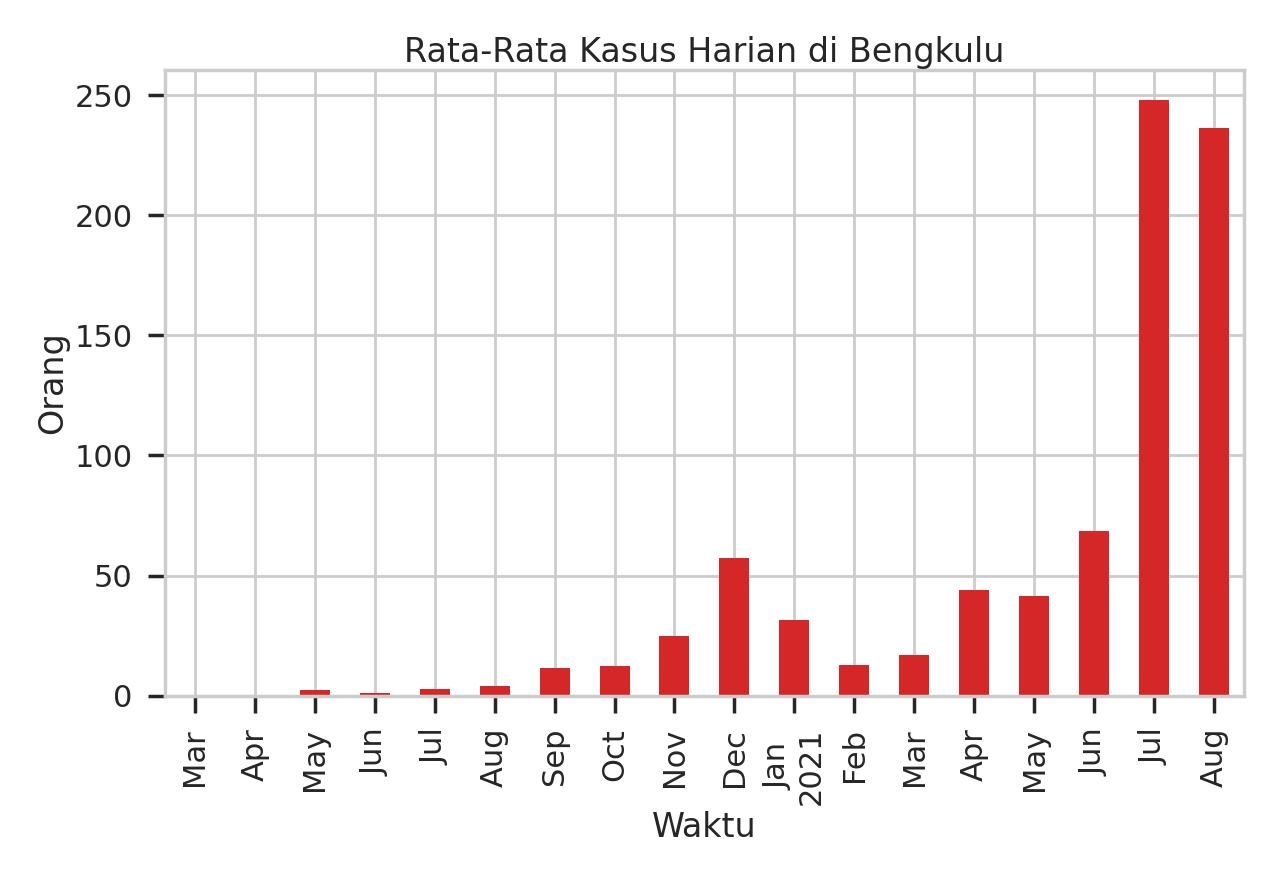 Rata-Rata Kasus Harian di Bengkulu
Orang
250
200
150
100
50
0
Mar
Apr
May
Jun
Jul
Aug
Sep
Oct
Nov
Dec
Jan
2021
Feb
Mar
Apr
May
Jun
Jul
Aug
Waktu